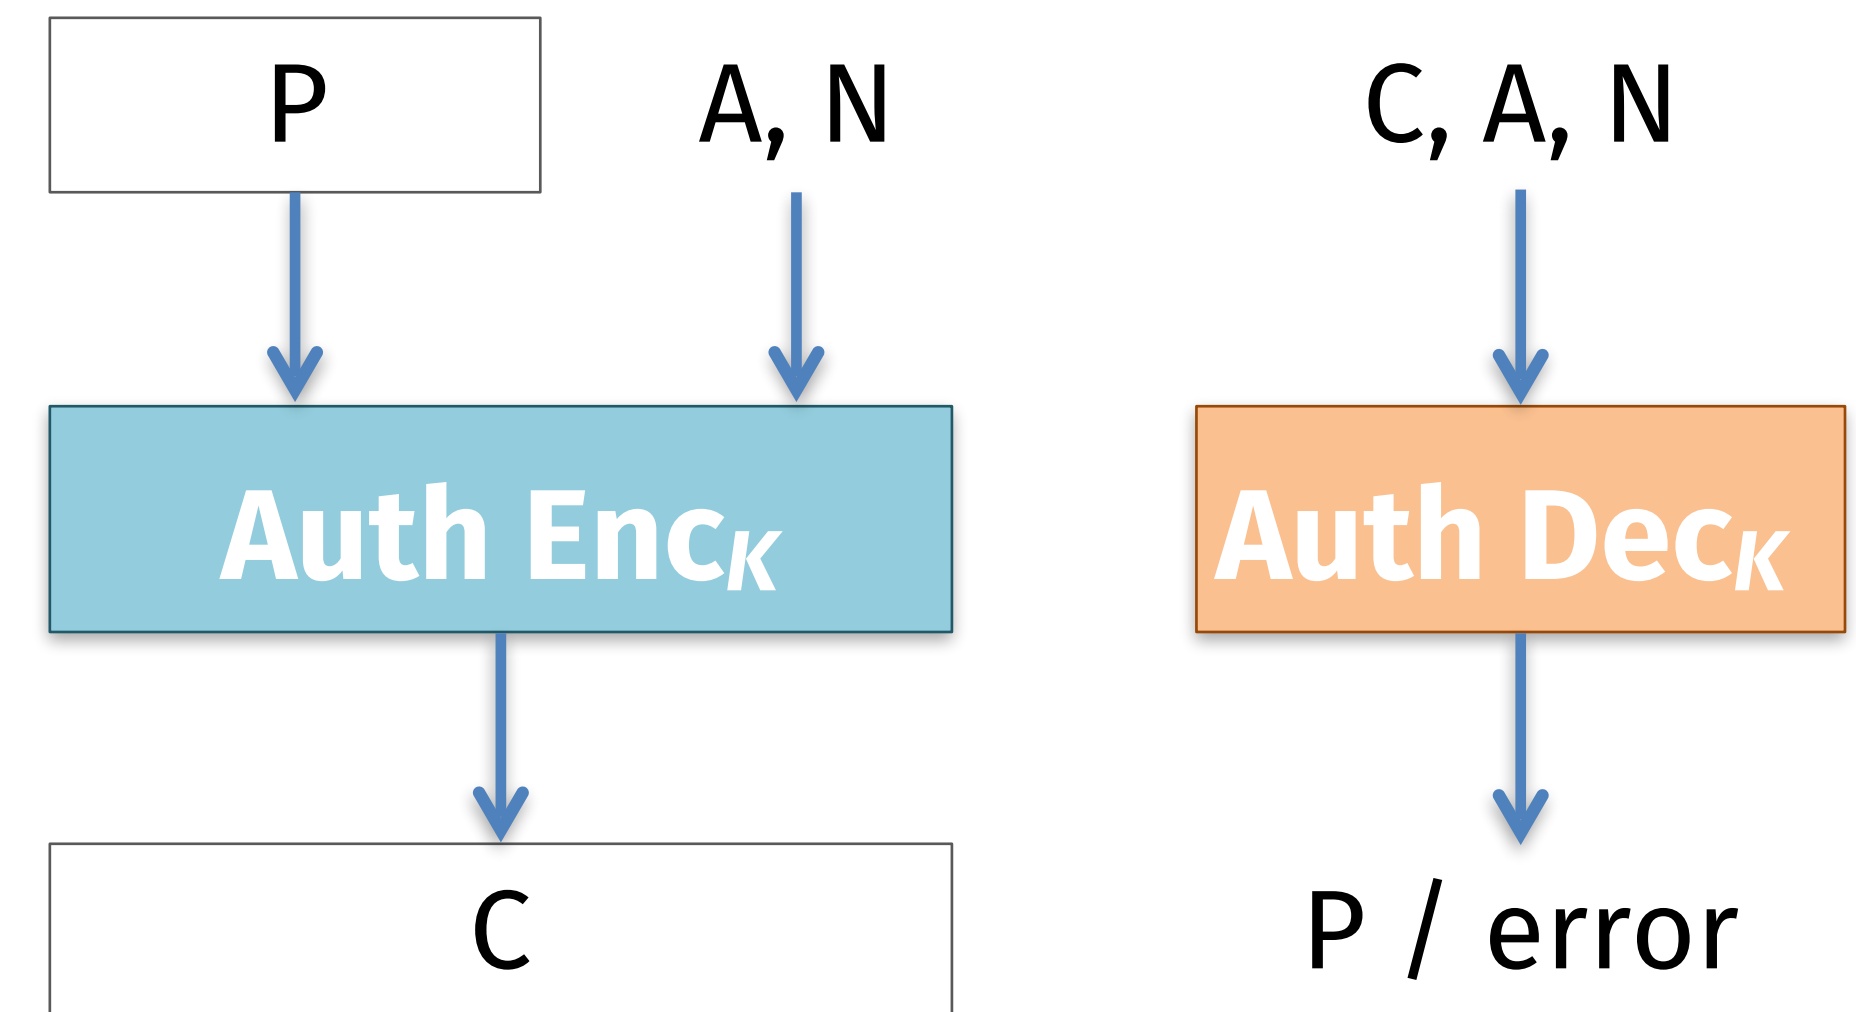 P
A, N
C, A, N
Auth EncK
Auth DecK
C
P / error